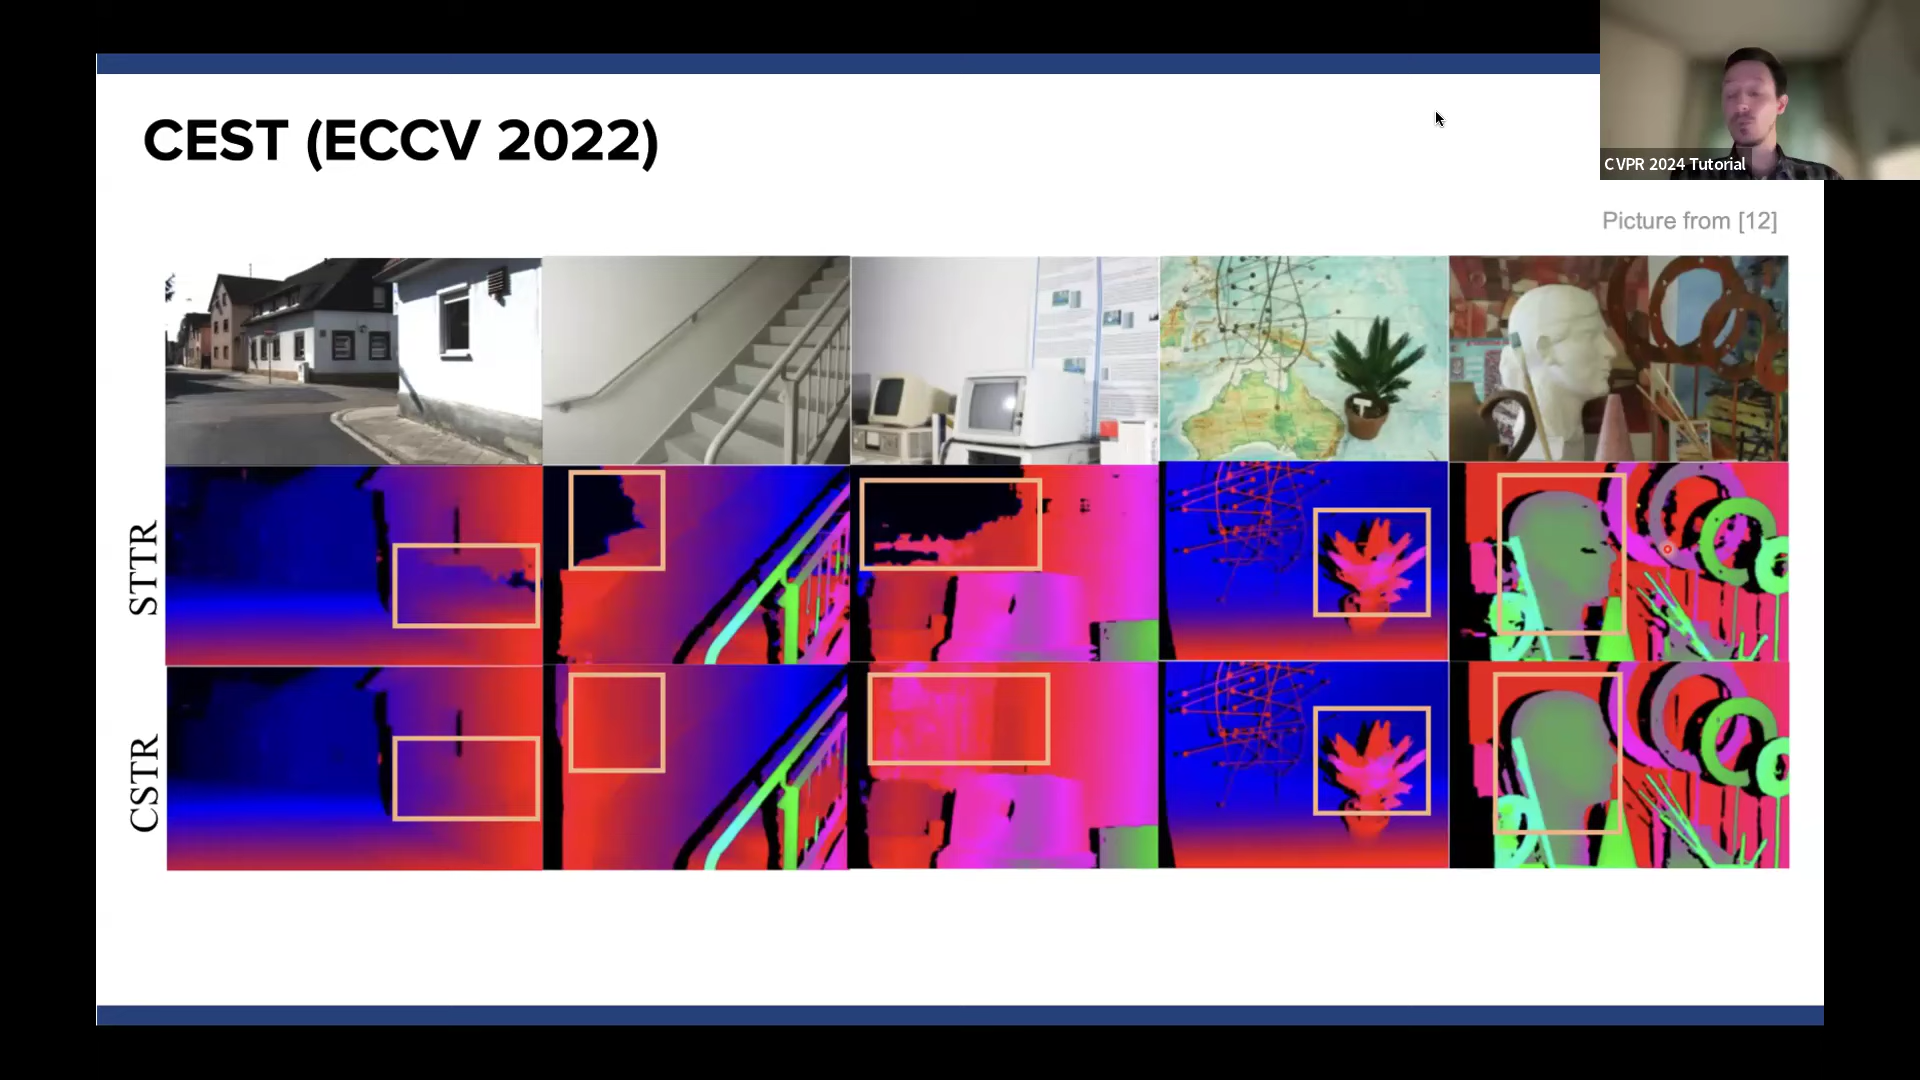 CEST (ECCV 2022)
CVPR 2024 Tutorial
Picture from [12]
STTR
CSTR